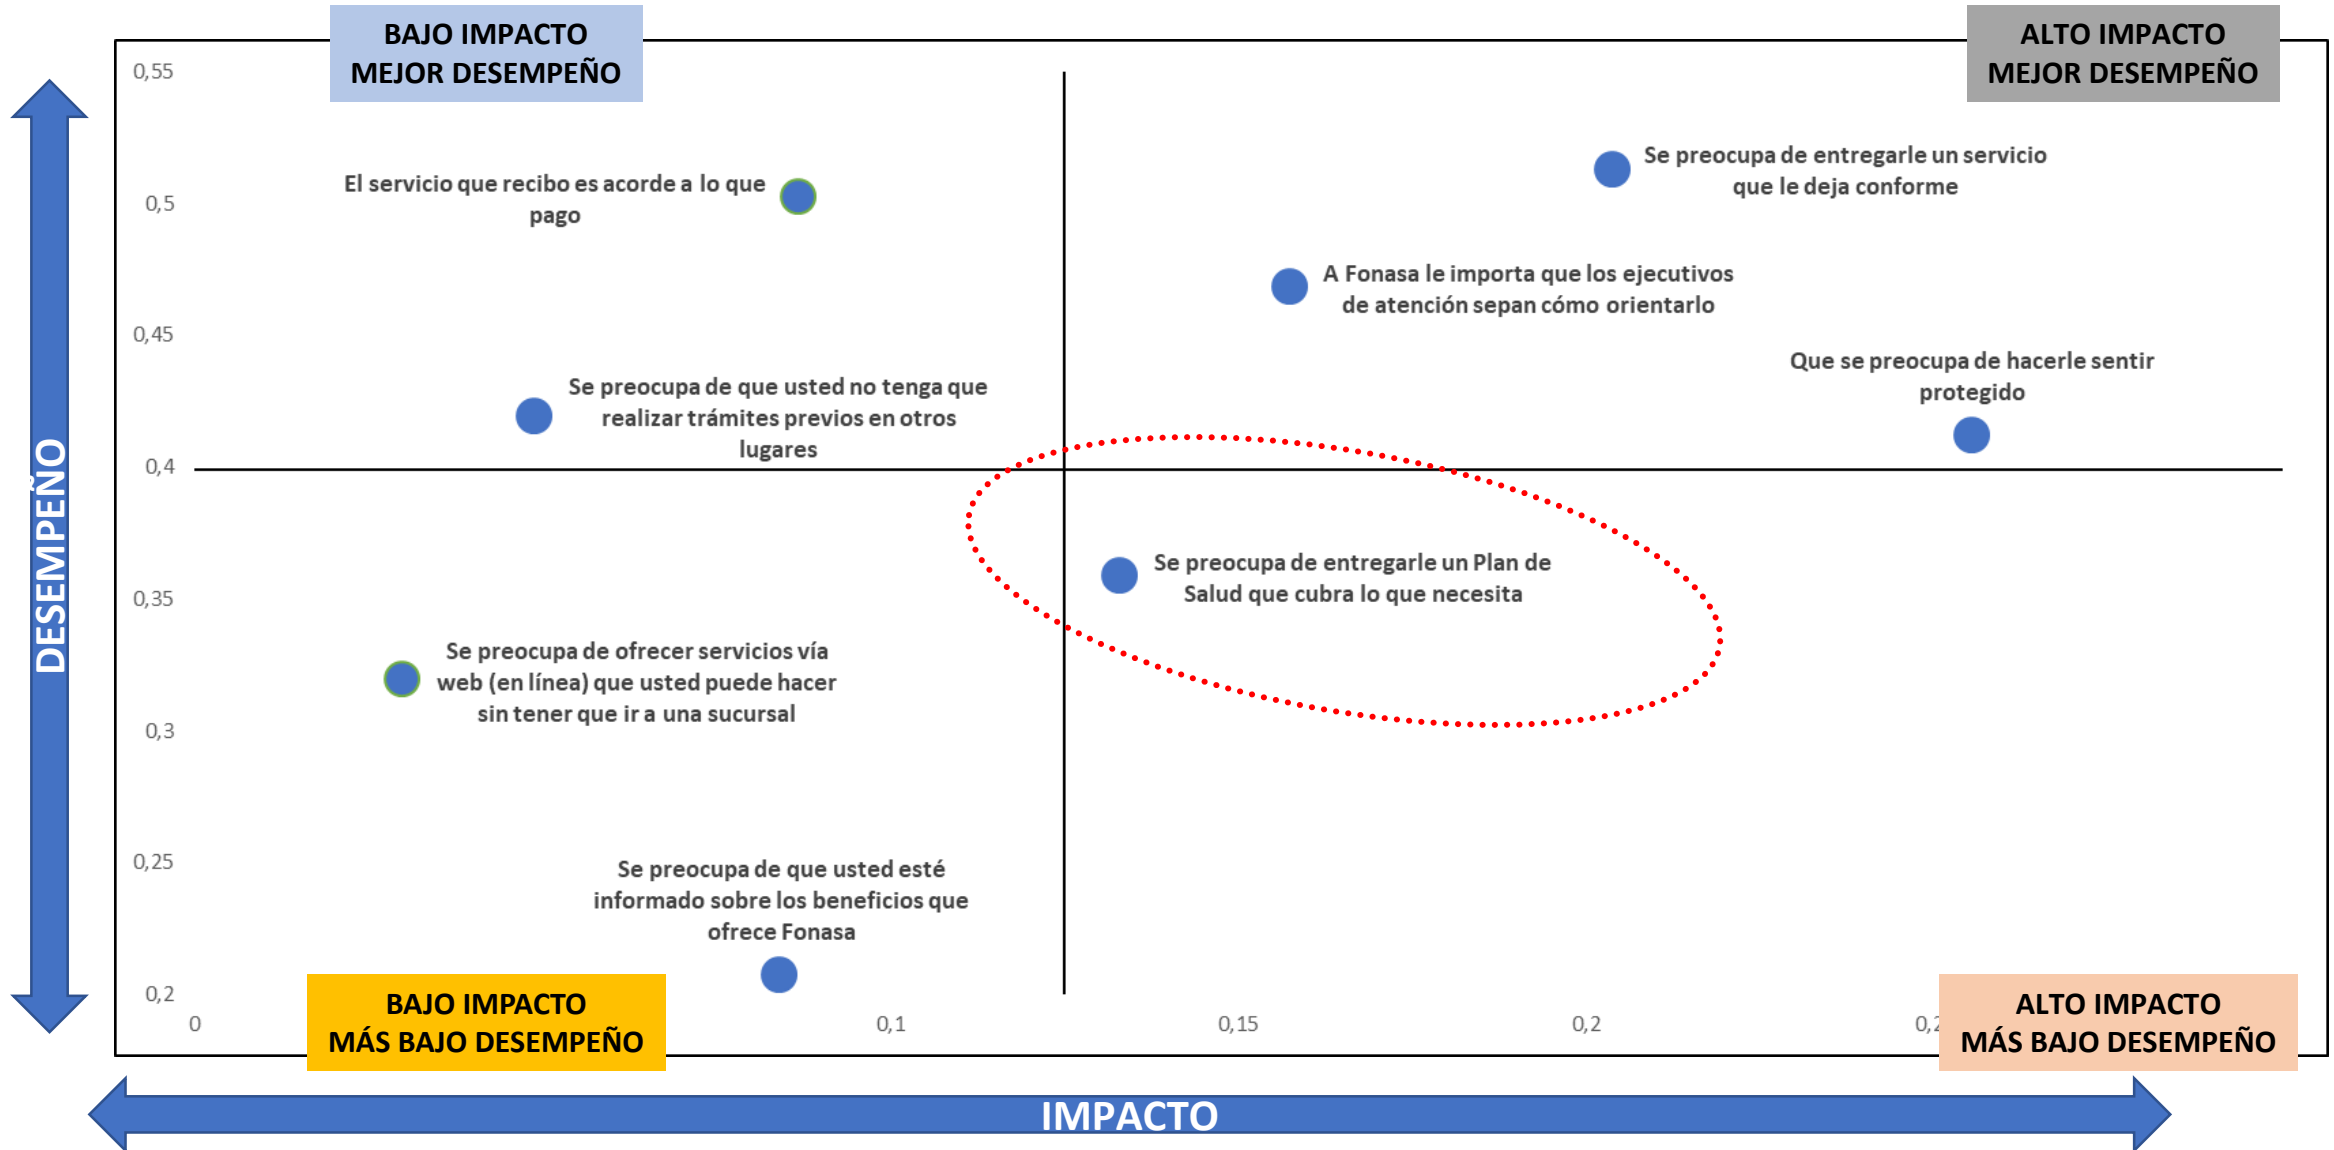 BAJO IMPACTO
MEJOR DESEMPEÑO
ALTO IMPACTO
MEJOR DESEMPEÑO
0,55
Se preocupa de entregarle un servicio
que le deja conforme
El servicio que recibo es acorde a lo que
pago
0,5
A Fonasa le importa que los ejecutivos
de atención sepan cómo orientarlo
0,45
Que se preocupa de hacerle sentir
protegido
Se preocupa de que usted no tenga que
realizar trámites previos en otros
lugares
0,4
DESEMPEÑO
Se preocupa de entregarle un Plan de
Salud que cubra lo que necesita
0,35
Se preocupa de ofrecer servicios vía
web (en línea) que usted puede hacer
sin tener que ir a una sucursal
0,3
0,25
Se preocupa de que usted esté
informado sobre los beneficios que
ofrece Fonasa
0,2
BAJO IMPACTO
MÁS BAJO DESEMPEÑO
ALTO IMPACTO
MÁS BAJO DESEMPEÑO
0
0,1
0,15
0,2
IMPACTO